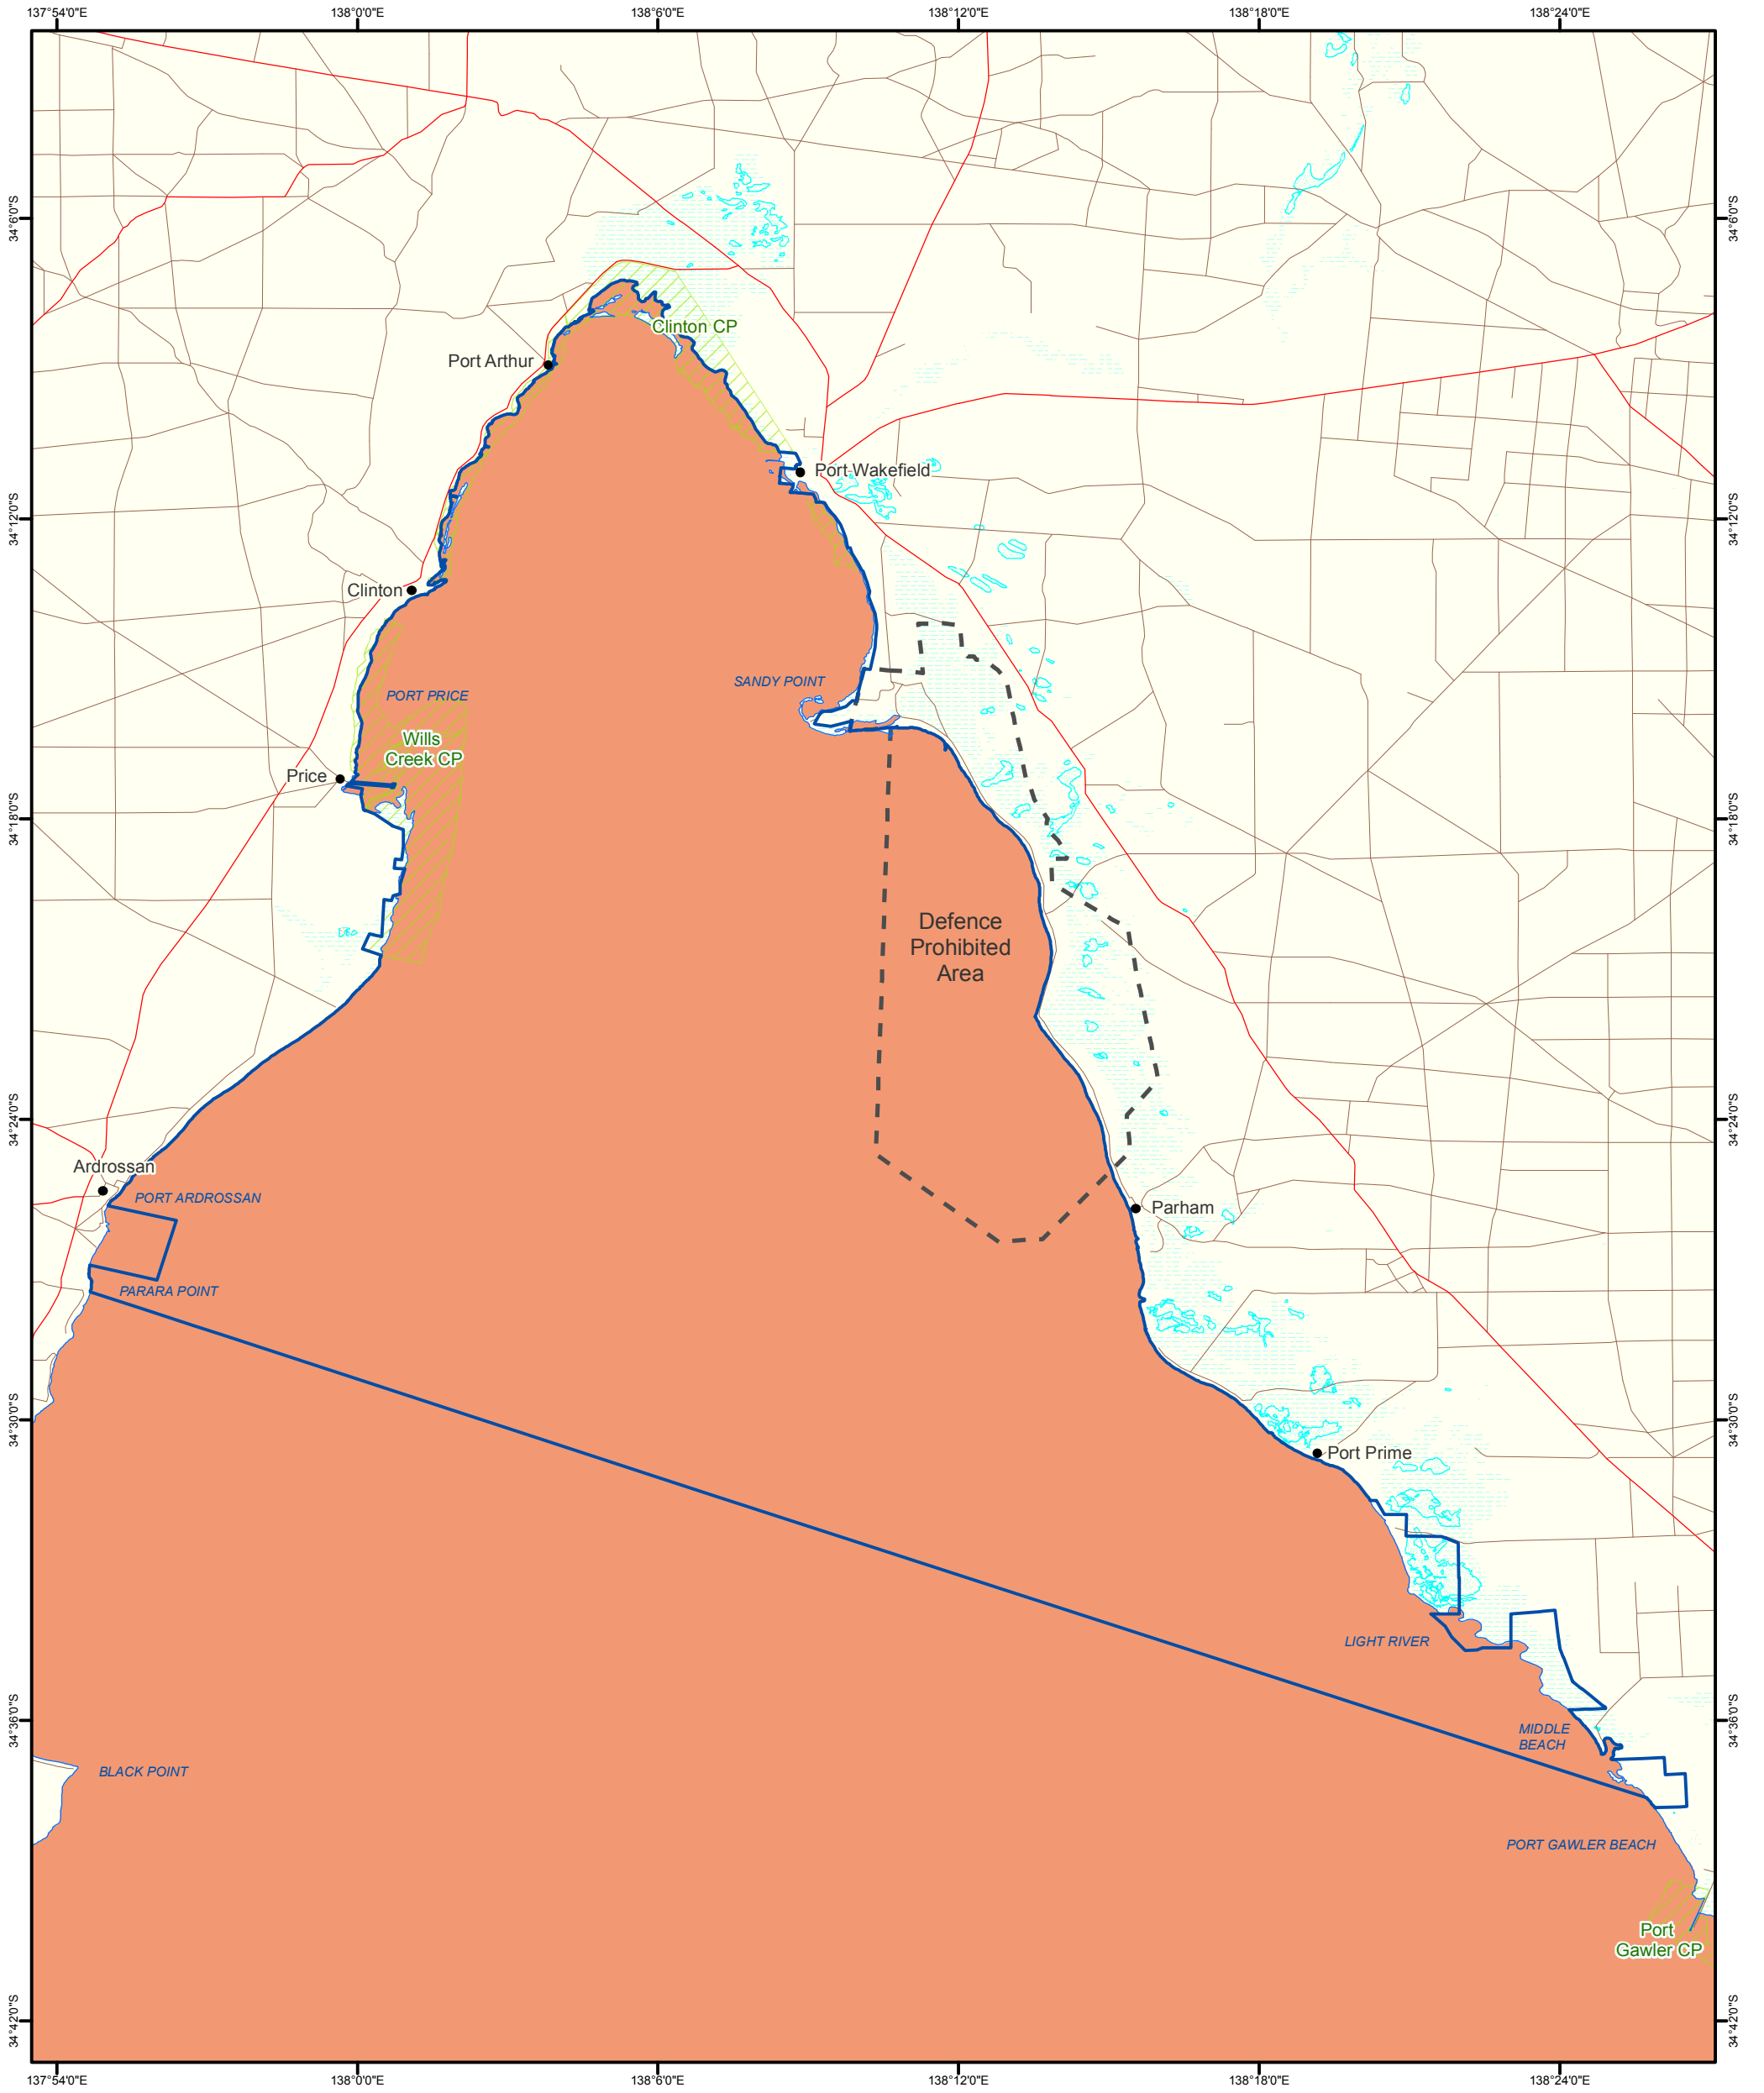 137°54'0"E 138°0'0"E 138°6'0"E 138°12'0"E 138°18'0"E 138°24'0"E
34°6'0"S 34°6'0"S
Clinton CP
Port Arthur
Port Wakefield
34°12'0"S 34°12'0"S
Clinton
SANDY POINT
PORT PRICE
Wills
Creek CP
Price
34°18'0"S 34°18'0"S
Defence
Prohibited
Area
34°24'0"S 34°24'0"S
Ardrossan
PORT ARDROSSAN
Parham
PARARA POINT
34°30'0"S 34°30'0"S
Port Prime
LIGHT RIVER
34°36'0"S 34°36'0"S
MIDDLE
BEACH
BLACK POINT
PORT GAWLER BEACH
Port
Gawler CP
34°42'0"S 34°42'0"S
137°54'0"E 138°0'0"E 138°6'0"E 138°12'0"E 138°18'0"E 138°24'0"E